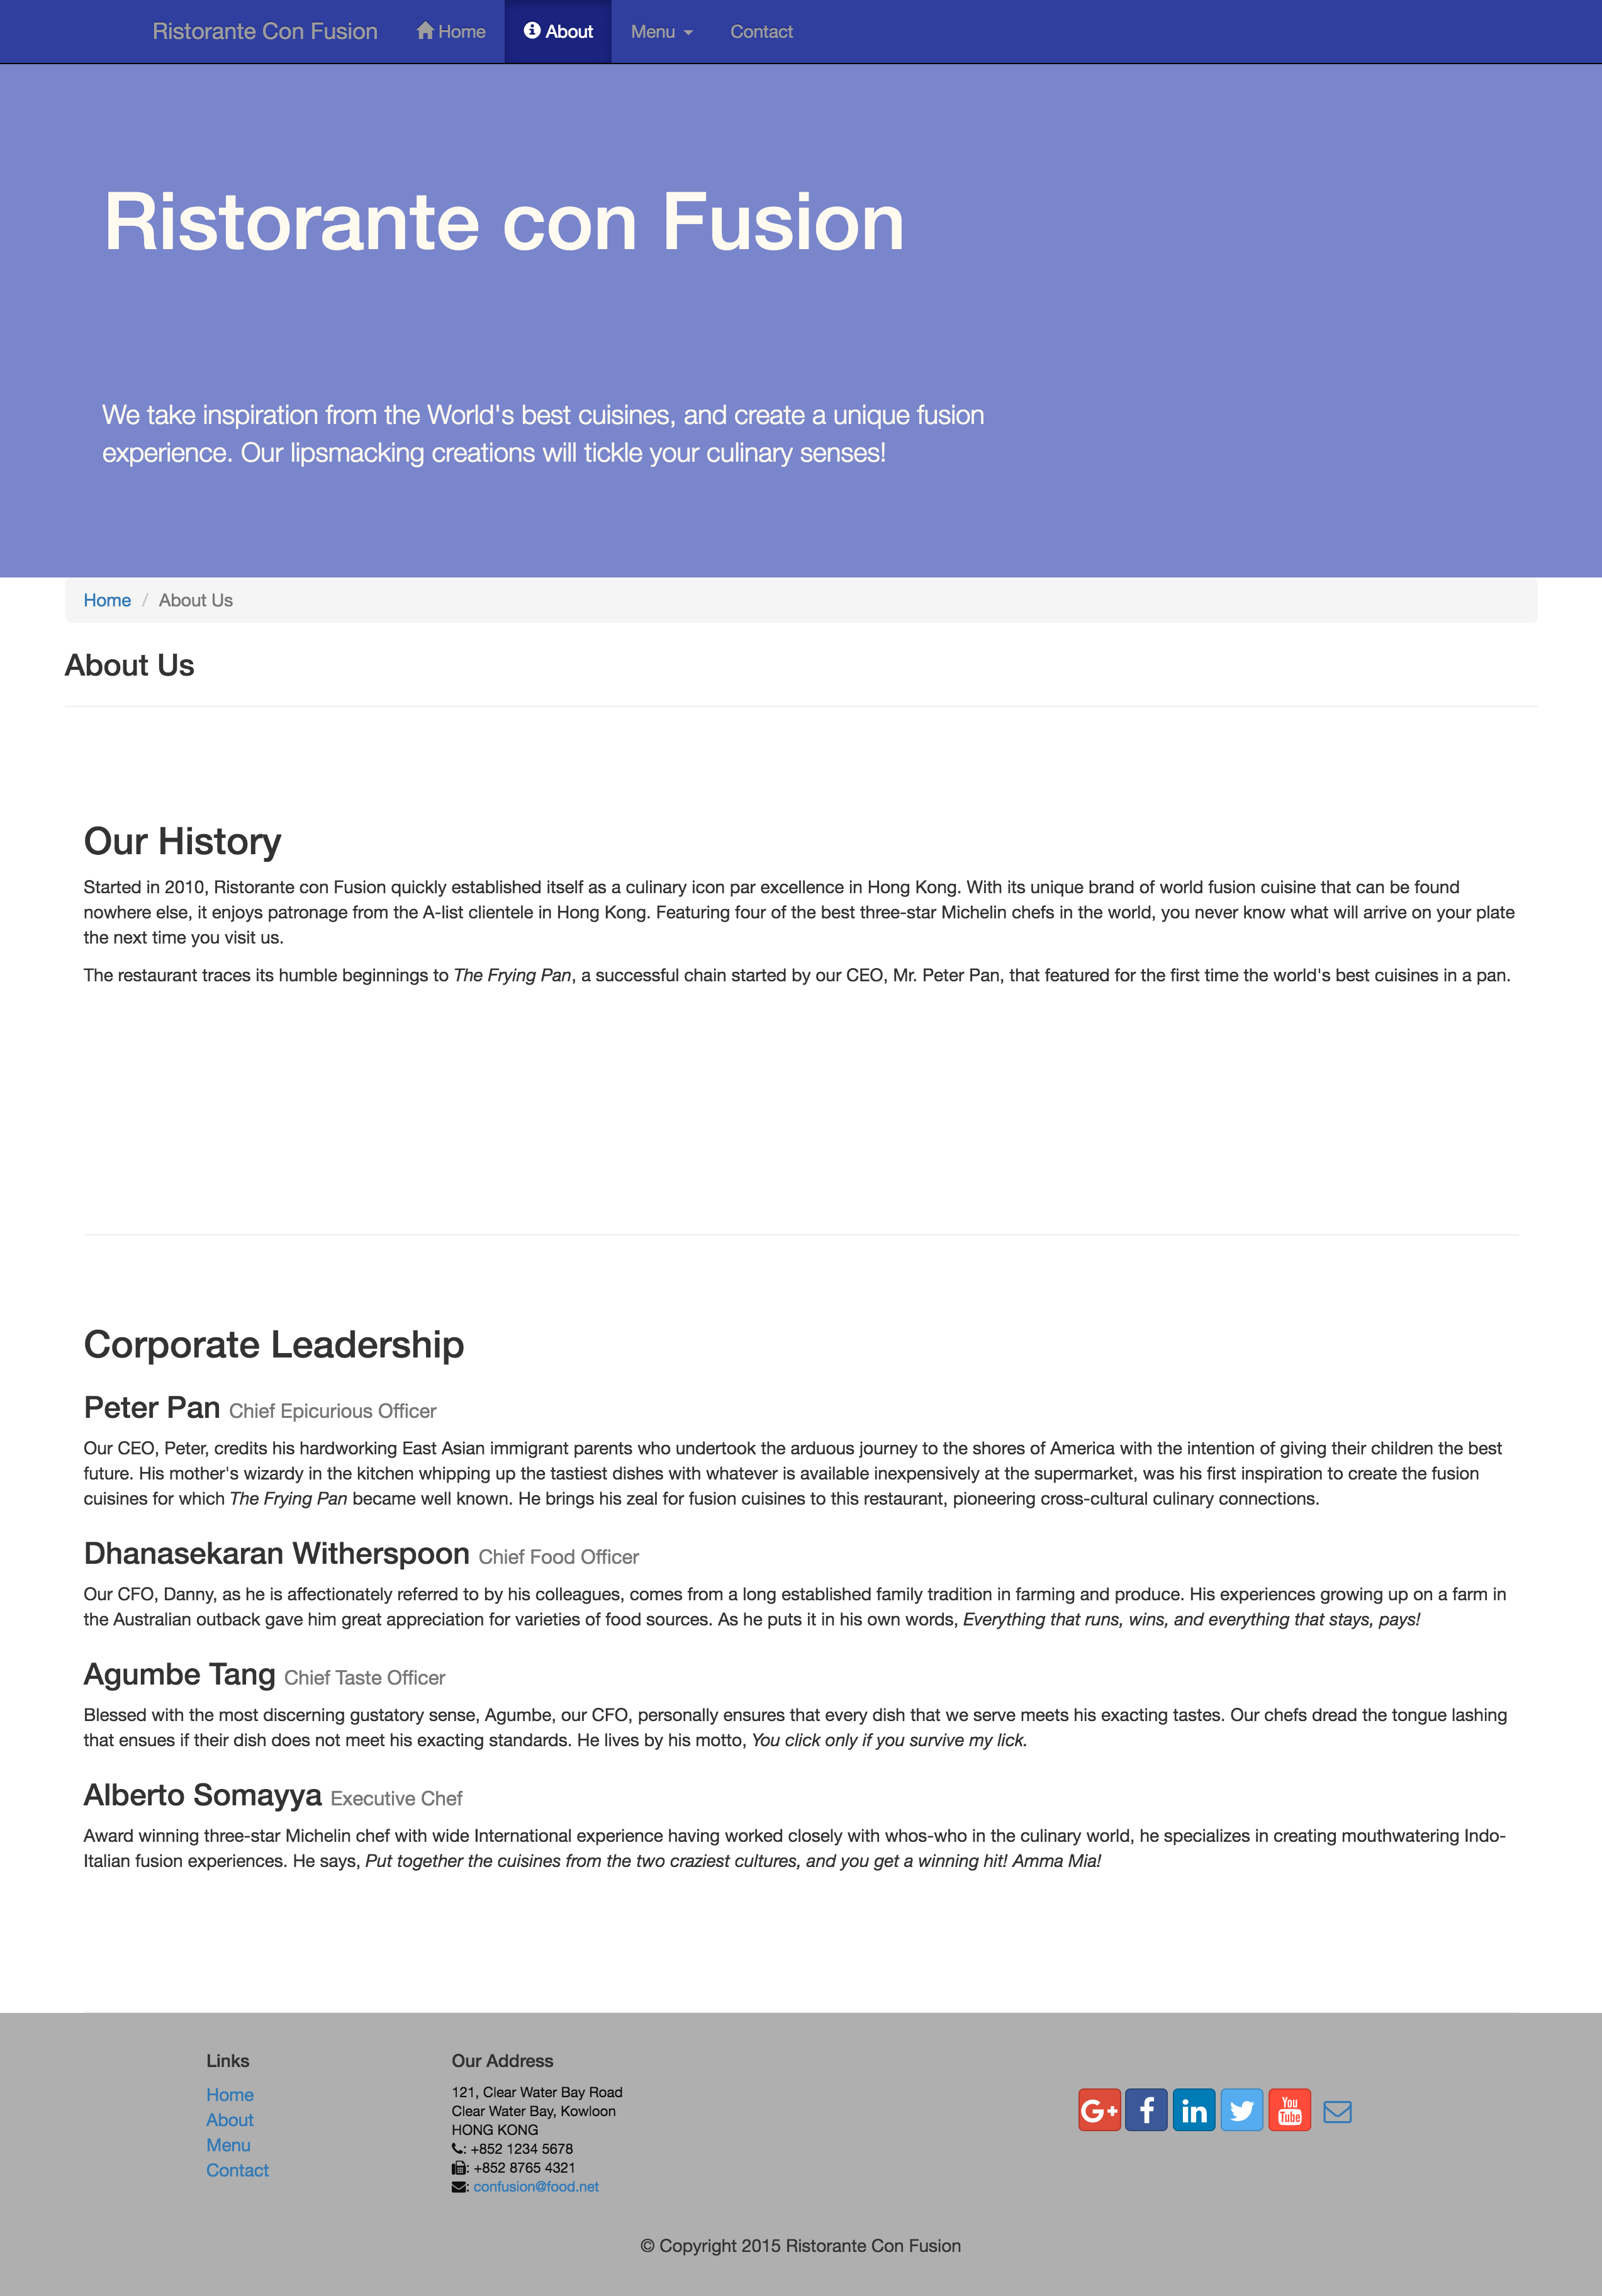 Ristorante Con Fusion Home About Menu Contact
Ristorante con Fusion
We take inspiration from the World's best cuisines, and create a unique fusion
experience. Our lipsmacking creations will tickle your culinary senses!
Home / About Us
About Us
Our History
Started in 2010, Ristorante con Fusion quickly established itself as a culinary icon par excellence in Hong Kong. With its unique brand of world fusion cuisine that can be found
nowhere else, it enjoys patronage from the A-list clientele in Hong Kong. Featuring four of the best three-star Michelin chefs in the world, you never know what will arrive on your plate
the next time you visit us.
The restaurant traces its humble beginnings to The Frying Pan, a successful chain started by our CEO, Mr. Peter Pan, that featured for the first time the world's best cuisines in a pan.
Corporate Leadership
Peter Pan Chief Epicurious Officer
Our CEO, Peter, credits his hardworking East Asian immigrant parents who undertook the arduous journey to the shores of America with the intention of giving their children the best
future. His mother's wizardy in the kitchen whipping up the tastiest dishes with whatever is available inexpensively at the supermarket, was his first inspiration to create the fusion
cuisines for which The Frying Pan became well known. He brings his zeal for fusion cuisines to this restaurant, pioneering cross-cultural culinary connections.
Dhanasekaran Witherspoon Chief Food Officer
Our CFO, Danny, as he is affectionately referred to by his colleagues, comes from a long established family tradition in farming and produce. His experiences growing up on a farm in
the Australian outback gave him great appreciation for varieties of food sources. As he puts it in his own words, Everything that runs, wins, and everything that stays, pays!
Agumbe Tang Chief Taste Officer
Blessed with the most discerning gustatory sense, Agumbe, our CFO, personally ensures that every dish that we serve meets his exacting tastes. Our chefs dread the tongue lashing
that ensues if their dish does not meet his exacting standards. He lives by his motto, You click only if you survive my lick.
Alberto Somayya Executive Chef
Award winning three-star Michelin chef with wide International experience having worked closely with whos-who in the culinary world, he specializes in creating mouthwatering Indo-
Italian fusion experiences. He says, Put together the cuisines from the two craziest cultures, and you get a winning hit! Amma Mia!
Links
Home
About
Menu
Contact
Our Address
121, Clear Water Bay Road
Clear Water Bay, Kowloon
HONG KONG
: +852 1234 5678
: +852 8765 4321
: confusion@food.net
G+ f in You Tube
© Copyright 2015 Ristorante Con Fusion